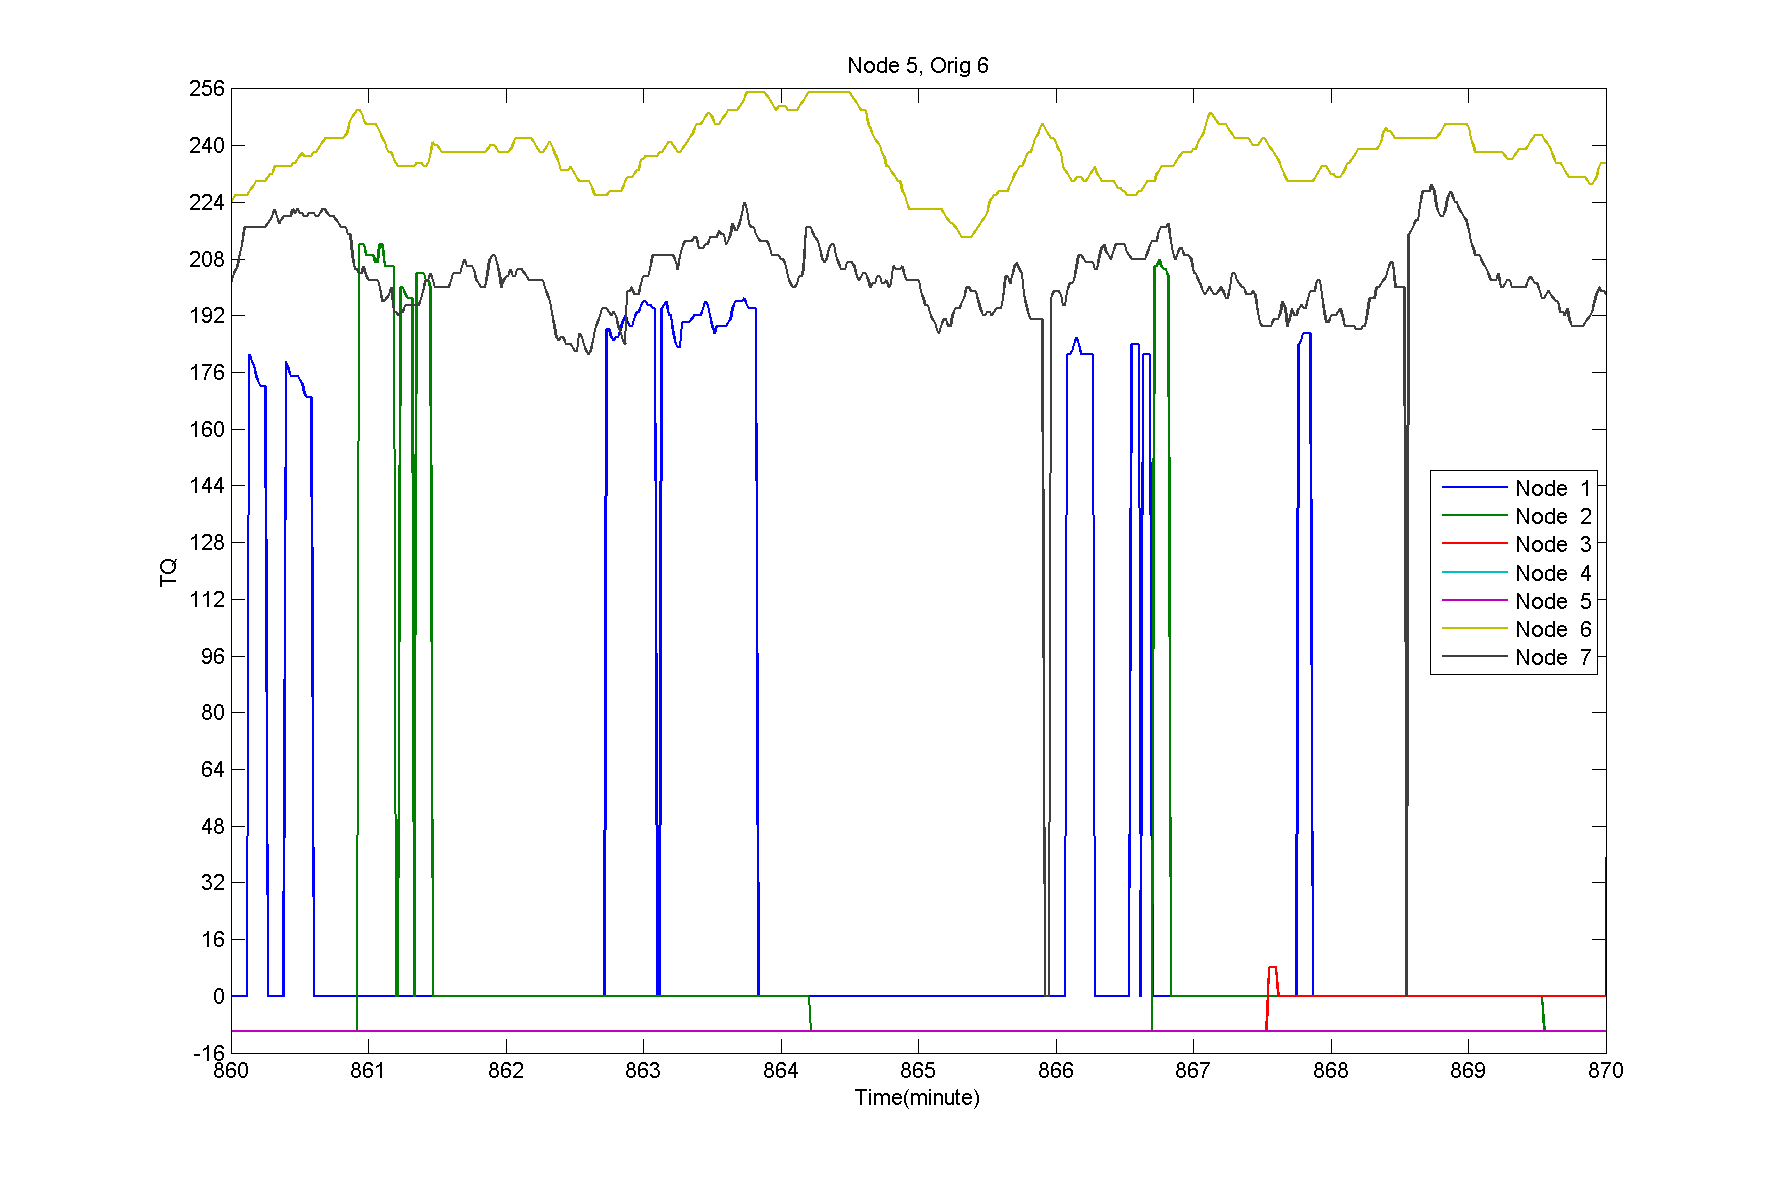 Node 5, Orig 6
256
240
224
208
192
176
160
144
128
112
96
80
64
48
32
16
0
-16
TQ
860 861 862 863 864 865 866 867 868 869 870
Time(minute)
Node 1
Node 2
Node 3
Node 4
Node 5
Node 6
Node 7